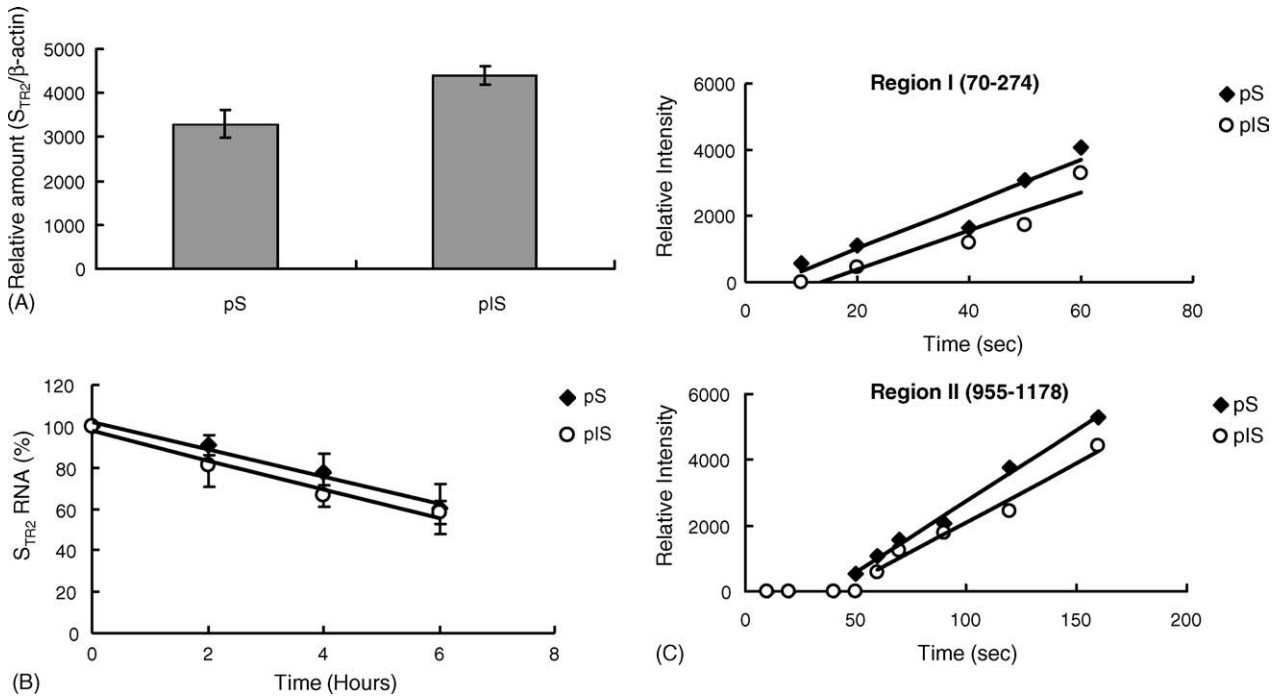 Relative amount (S_TR2/β-actin)
5000
4000
3000
2000
1000
0
pS
pIS
(A)
S_TR2 RNA (%)
120
100
80
60
40
20
0
0 2 4 6 8
Time (Hours)
pS
pIS
(B)
Region I (70-274)
pS
pIS
Relative Intensity
6000
4000
2000
0
0 20 40 60 80
Time (sec)
Region II (955-1178)
pS
pIS
Relative Intensity
6000
4000
2000
0
0 50 100 150 200
Time (sec)
(C)